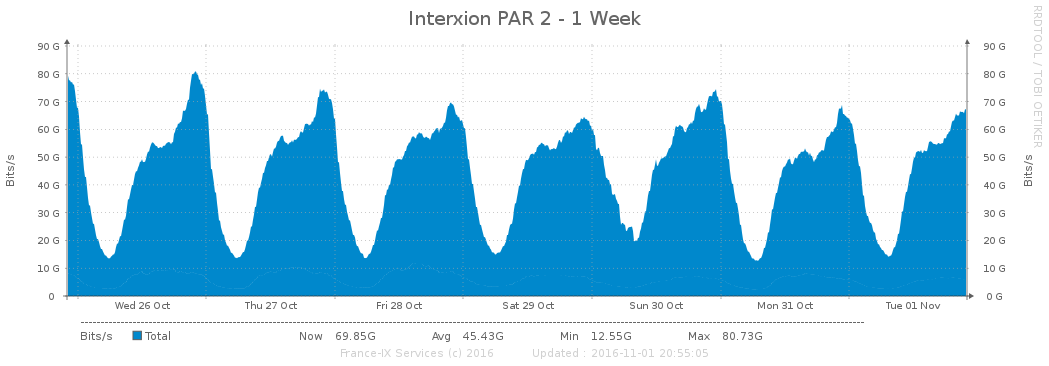 Interxion PAR 2 - 1 Week
RRDTOOL / TOBI OETIKER
90 G 90 G
80 G 80 G
70 G 70 G
60 G 60 G
50 G 50 G
40 G 40 G
30 G 30 G
20 G 20 G
10 G 10 G
0 0 G
Bits/s
Bits/s
Wed 26 Oct Thu 27 Oct Fri 28 Oct Sat 29 Oct Sun 30 Oct Mon 31 Oct Tue 01 Nov
Bits/s Total Now 69.85G Avg 45.43G Min 12.55G Max 80.73G
France-IX Services (c) 2016 Updated : 2016-11-01 20:55:05